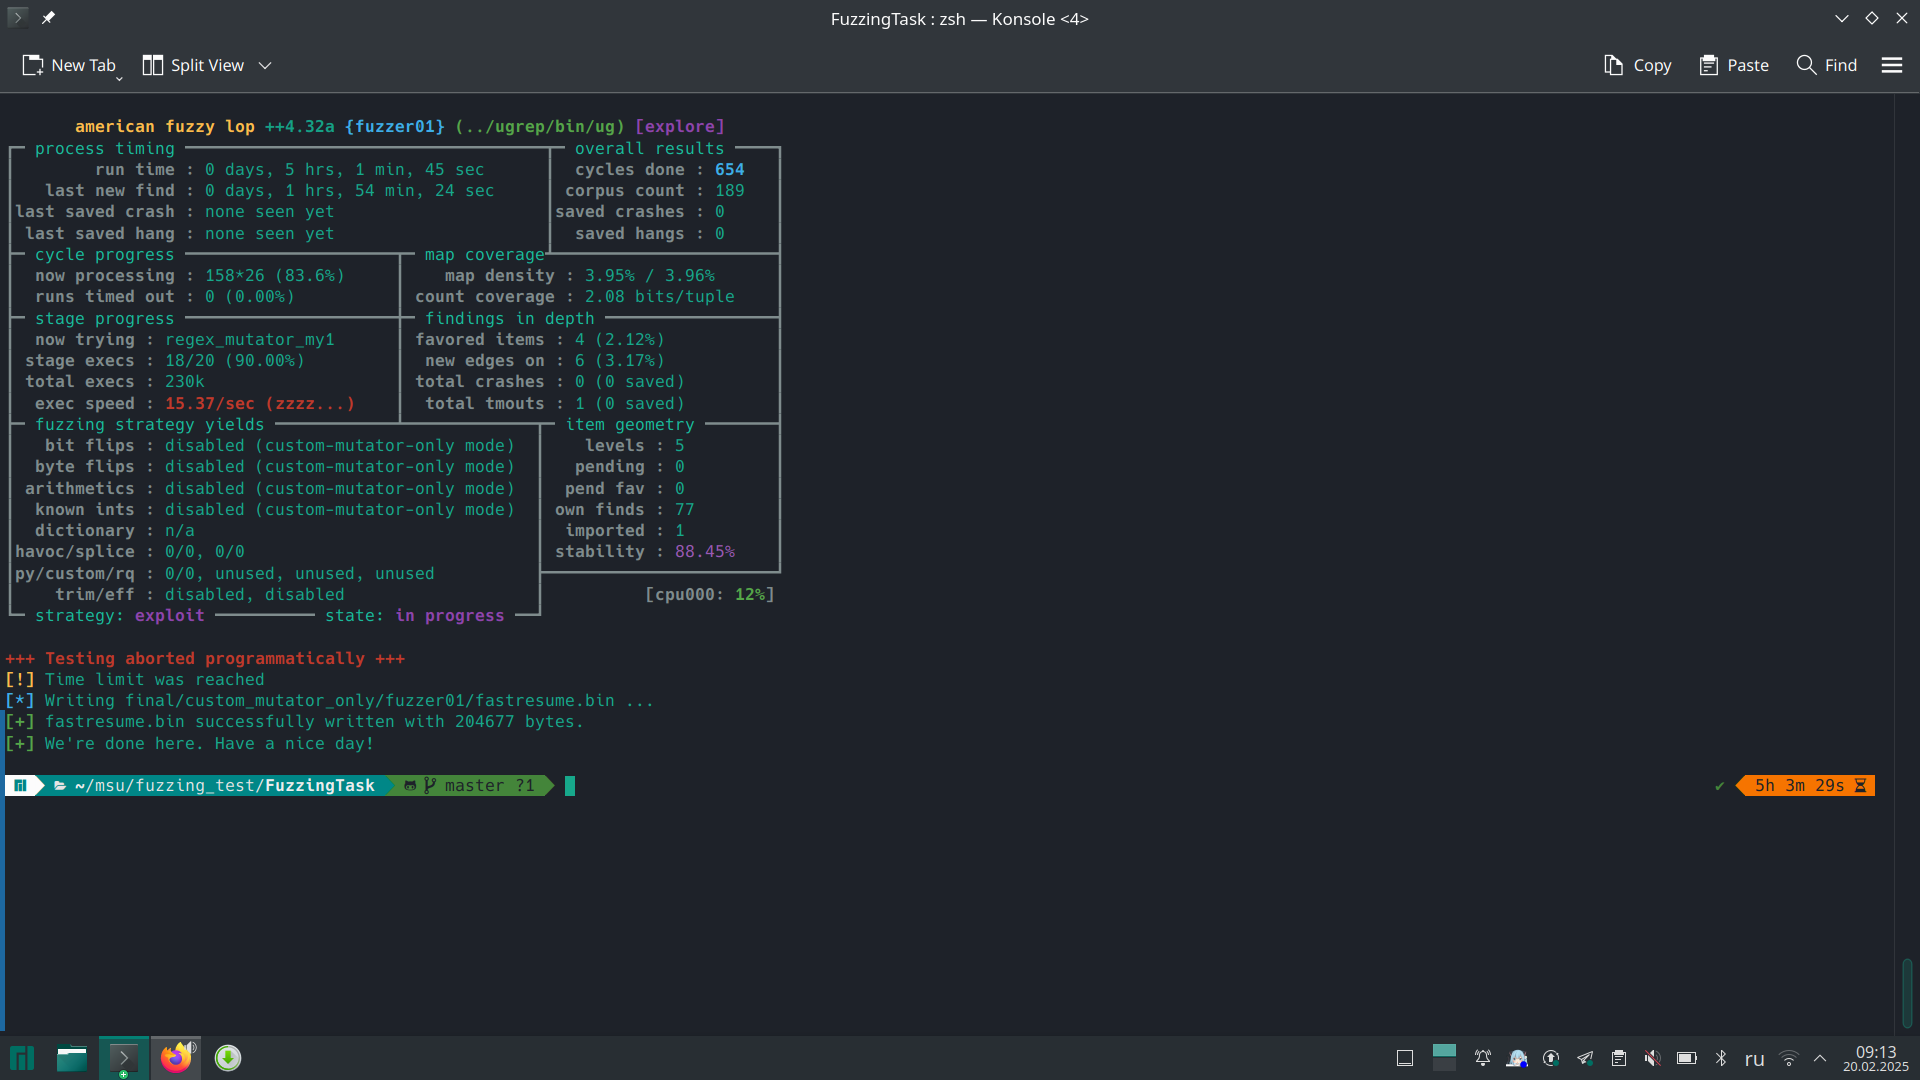 FuzzingTask : zsh — Konsole <4>
New Tab
Split View
Copy
Paste
Find
american fuzzy lop ++4.32a {fuzzer01} (../ugrep/bin/ug) [explore]
process timing overall results
run time : 0 days, 5 hrs, 1 min, 45 sec cycles done : 654
last new find : 0 days, 1 hrs, 54 min, 24 sec corpus count : 189
last saved crash : none seen yet saved crashes : 0
last saved hang : none seen yet saved hangs : 0
cycle progress map coverage
now processing : 158*26 (83.6%) map density : 3.95% / 3.96%
runs timed out : 0 (0.00%) count coverage : 2.08 bits/tuple
stage progress findings in depth
now trying : regex_mutator_my1 favored items : 4 (2.12%)
stage execs : 18/20 (90.00%) new edges on : 6 (3.17%)
total execs : 230k total crashes : 0 (0 saved)
exec speed : 15.37/sec (zzzz...) total tmouts : 1 (0 saved)
fuzzing strategy yields item geometry
bit flips : disabled (custom-mutator-only mode) levels : 5
byte flips : disabled (custom-mutator-only mode) pending : 0
arithmetics : disabled (custom-mutator-only mode) pend fav : 0
known ints : disabled (custom-mutator-only mode) own finds : 77
dictionary : n/a imported : 1
havoc/splice : 0/0, 0/0 stability : 88.45%
py/custom/rq : 0/0, unused, unused, unused
trim/eff : disabled, disabled [cpu000: 12%]
strategy: exploit state: in progress
+++ Testing aborted programmatically +++
[!] Time limit was reached
[*] Writing final/custom_mutator_only/fuzzer01/fastresume.bin ...
[+] fastresume.bin successfully written with 204677 bytes.
[+] We're done here. Have a nice day!
~/msu/fuzzing_test/FuzzingTask master ?1 ✔ 5h 3m 29s
ru
09:13
20.02.2025